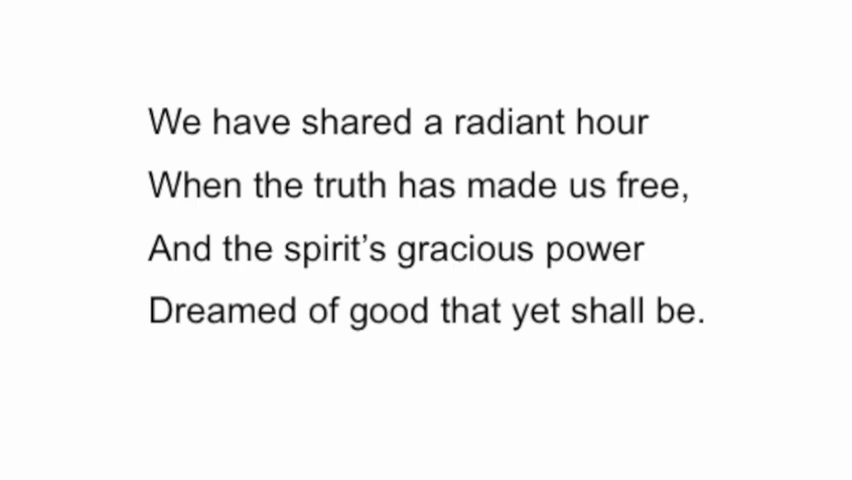 We have shared a radiant hour
When the truth has made us free,
And the spirit’s gracious power
Dreamed of good that yet shall be.